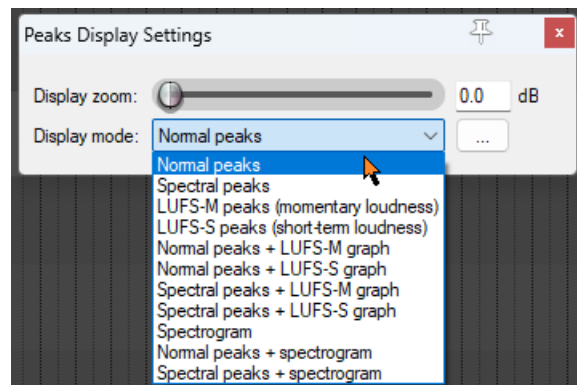 Peaks Display Settings
x
Display zoom: 0.0 dB
Display mode: Normal peaks ...
Normal peaks
Spectral peaks
LUFS-M peaks (momentary loudness)
LUFS-S peaks (short-term loudness)
Normal peaks + LUFS-M graph
Normal peaks + LUFS-S graph
Spectral peaks + LUFS-M graph
Spectral peaks + LUFS-S graph
Spectrogram
Normal peaks + spectrogram
Spectral peaks + spectrogram